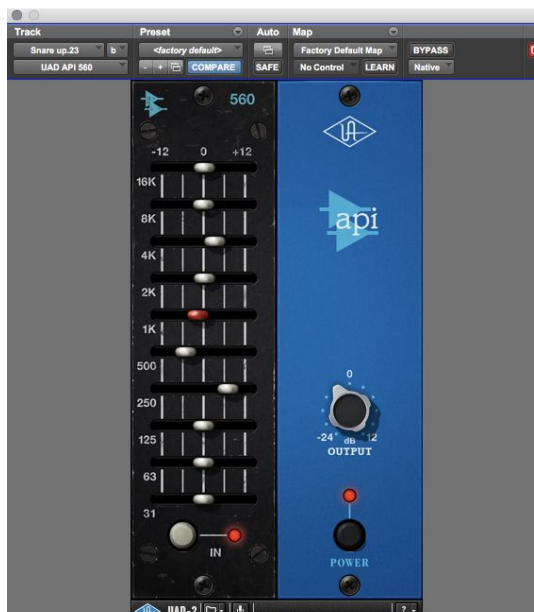 Track
Preset
Auto
Map
Snare up.23
b
<factory default>
Factory Default Map
BYPASS
UAD API 560
- +
COMPARE
SAFE
No Control
LEARN
Native
560
-12 0 +12
16K
8K
4K
2K
1K
500
250
125
63
31
IN
api
0
-24 dB 12
OUTPUT
POWER
UAD-2
?